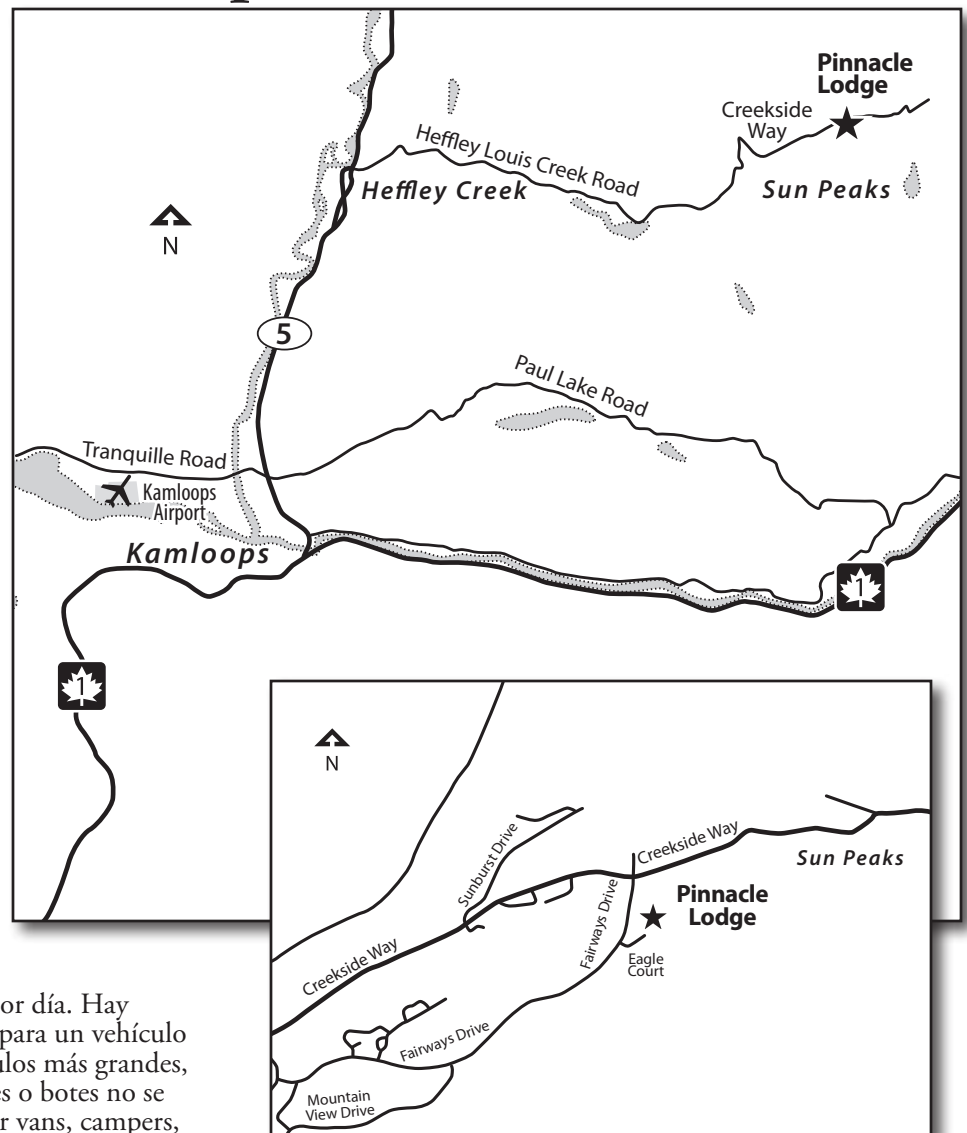 Pinnacle
Lodge
Creekside
Way
Heffley Louis Creek Road
Heffley Creek
Sun Peaks
N
5
Paul Lake Road
Tranquille Road
Kamloops
Airport
Kamloops
1
1
N
Sunburst Drive
Creekside Way
Sun Peaks
Pinnacle
Lodge
Fairways Drive
Eagle
Court
Creekside Way
Fairways Drive
Mountain
View Drive
or día. Hay
para un vehículo
ulos más grandes,
es o botes no se
r vans, campers,